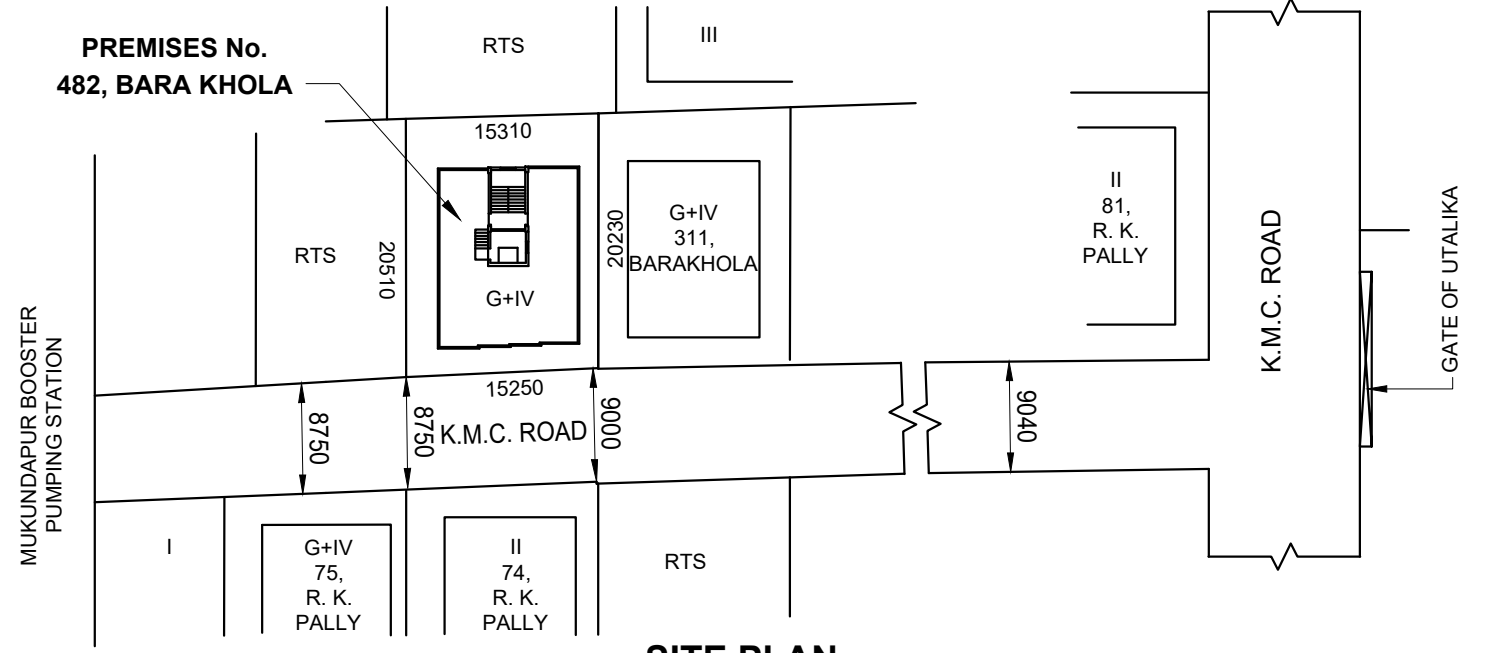 PREMISES No.
482, BARA KHOLA
RTS
III
15310
RTS
20510
G+IV
20230
G+IV
311,
BARAKHOLA
II
81,
R. K.
PALLY
K.M.C. ROAD
GATE OF UTALIKA
MUKUNDAPUR BOOSTER
PUMPING STATION
15250
8750
8750
K.M.C. ROAD
9000
9040
I
G+IV
75,
R. K.
PALLY
II
74,
R. K.
PALLY
RTS
SITE PLAN